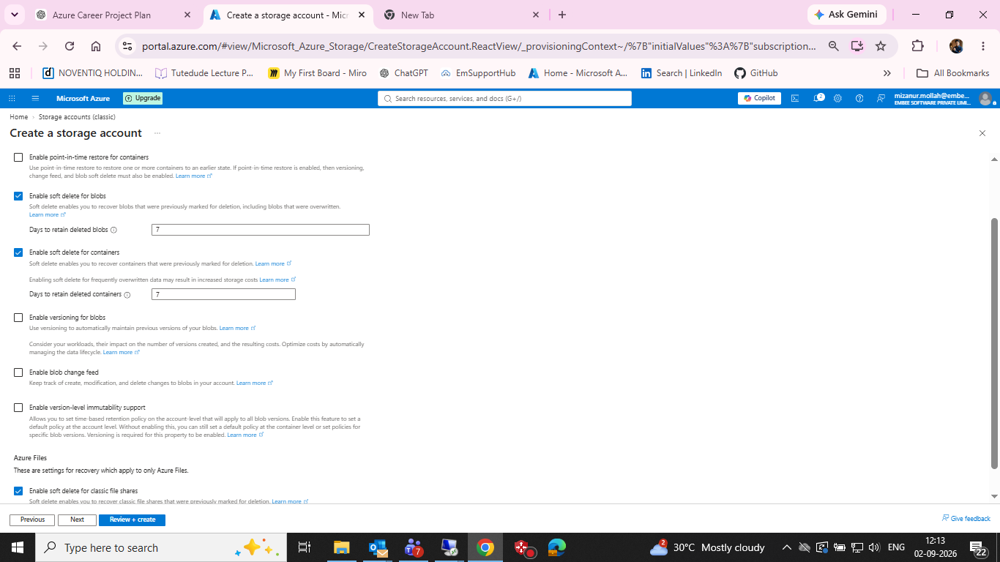 Azure Career Project Plan
Create a storage account - Micr
New Tab
Ask Gemini
portal.azure.com/#view/Microsoft_Azure_Storage/CreateStorageAccount.ReactView/_provisioningContext~/%7B"initialValues"%3A%7B"subscription...
NOVENTIQ HOLDIN...
Tutedude Lecture P...
My First Board - Miro
ChatGPT
EmSupportHub
Home - Microsoft A...
Search | LinkedIn
GitHub
All Bookmarks
Microsoft Azure
Upgrade
Search resources, services, and docs (G+/)
Copilot
2
mizanur.mollah@embe...
EMBEE SOFTWARE PRIVATE LIMI...
Home
Storage accounts (classic)
Create a storage account
Enable point-in-time restore for containers
Use point-in-time restore to restore one or more containers to an earlier state. If point-in-time restore is enabled, then versioning,
change feed, and blob soft delete must also be enabled. Learn more
Enable soft delete for blobs
Soft delete enables you to recover blobs that were previously marked for deletion, including blobs that were overwritten.
Learn more
Days to retain deleted blobs
7
Enable soft delete for containers
Soft delete enables you to recover containers that were previously marked for deletion. Learn more
Enabling soft delete for frequently overwritten data may result in increased storage costs Learn more
Days to retain deleted containers
7
Enable versioning for blobs
Use versioning to automatically maintain previous versions of your blobs. Learn more
Consider your workloads, their impact on the number of versions created, and the resulting costs. Optimize costs by automatically
managing the data lifecycle. Learn more
Enable blob change feed
Keep track of create, modification, and delete changes to blobs in your account. Learn more
Enable version-level immutability support
Allows you to set time-based retention policy on the account-level that will apply to all blob versions. Enable this feature to set a
default policy at the account level. Without enabling this, you can still set a default policy at the container level or set policies for
specific blob versions. Versioning is required for this property to be enabled. Learn more
Azure Files
These are settings for recovery which apply to only Azure Files.
Enable soft delete for classic file shares
Soft delete enables you to recover classic file shares that were previously marked for deletion. Learn more
Previous
Next
Review + create
Give feedback
Type here to search
7
2
30°C Mostly cloudy
ENG
12:13
02-09-2026
22